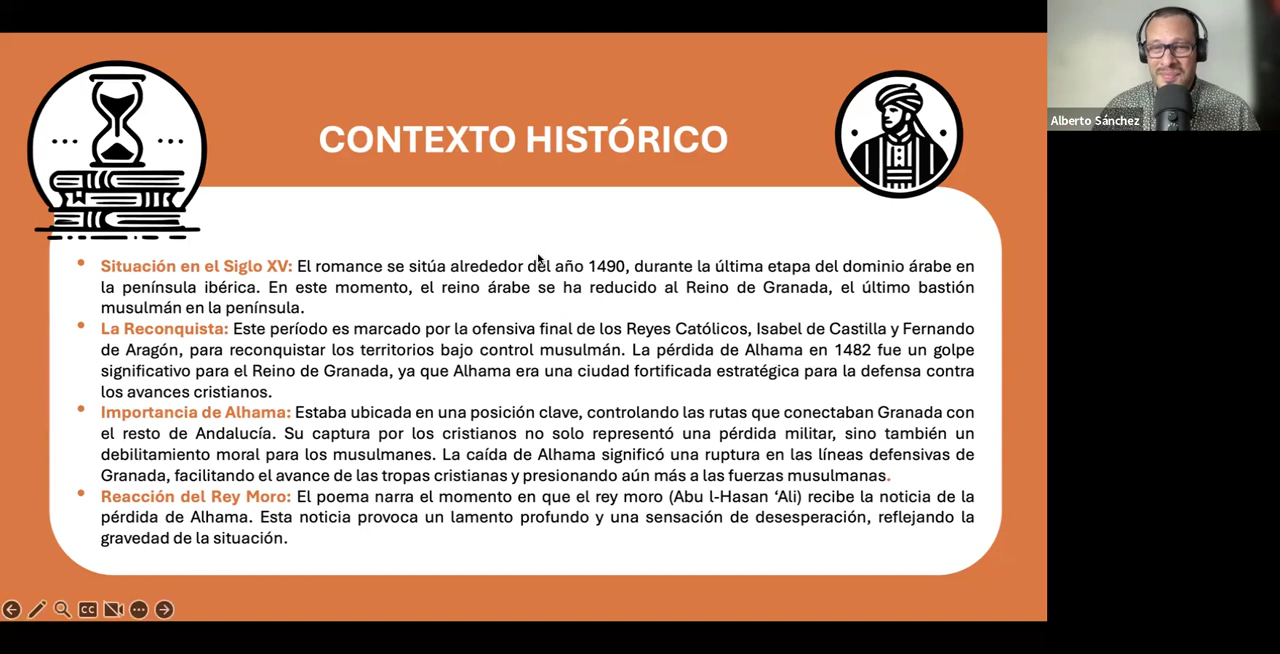 CONTEXTO HISTÓRICO
Alberto Sánchez
• Situación en el Siglo XV: El romance se sitúa alrededor del año 1490, durante la última etapa del dominio árabe en
la península ibérica. En este momento, el reino árabe se ha reducido al Reino de Granada, el último bastión
musulmán en la península.
• La Reconquista: Este período es marcado por la ofensiva final de los Reyes Católicos, Isabel de Castilla y Fernando
de Aragón, para reconquistar los territorios bajo control musulmán. La pérdida de Alhama en 1482 fue un golpe
significativo para el Reino de Granada, ya que Alhama era una ciudad fortificada estratégica para la defensa contra
los avances cristianos.
• Importancia de Alhama: Estaba ubicada en una posición clave, controlando las rutas que conectaban Granada con
el resto de Andalucía. Su captura por los cristianos no solo representó una pérdida militar, sino también un
debilitamiento moral para los musulmanes. La caída de Alhama significó una ruptura en las líneas defensivas de
Granada, facilitando el avance de las tropas cristianas y presionando aún más a las fuerzas musulmanas.
• Reacción del Rey Moro: El poema narra el momento en que el rey moro (Abu l-Hasan ‘Ali) recibe la noticia de la
pérdida de Alhama. Esta noticia provoca un lamento profundo y una sensación de desesperación, reflejando la
gravedad de la situación.
CC